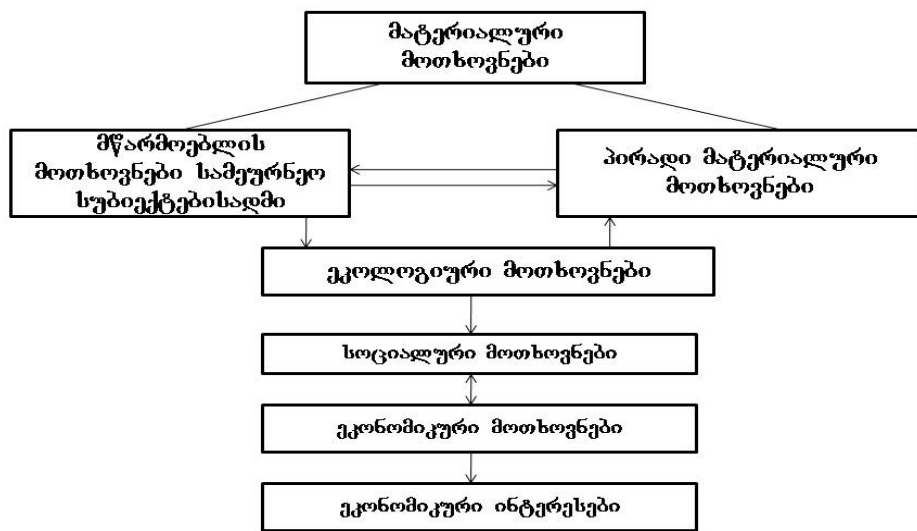 მატერიალური
მოთხოვნები
მწარმოებლის
მოთხოვნები სამეურნეო
სუბიექტებისადმი
პირადი მატერიალური
მოთხოვნები
ეკოლოგიური მოთხოვნები
სოციალური მოთხოვნები
ეკონომიკური მოთხოვნები
ეკონომიკური ინტერესები